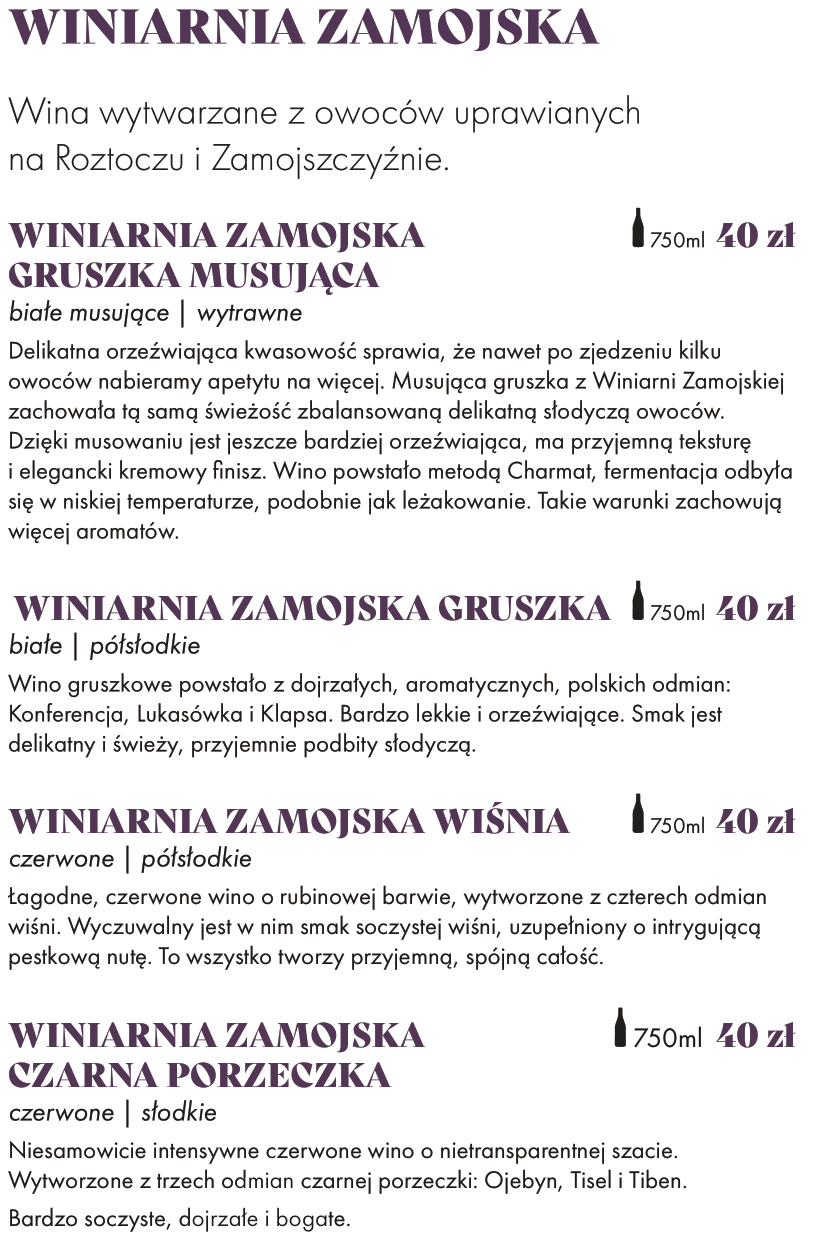 WINIARNIA ZAMOJSKA
Wina wytwarzane z owoców uprawianych
na Roztoczu i Zamojszczyźnie.
WINIARNIA ZAMOJSKA 750ml 40 zł
GRUSZKA MUSUJĄCA
białe musujące | wytrawne
Delikatna orzeźwiająca kwasowość sprawia, że nawet po zjedzeniu kilku
owoców nabieramy apetytu na więcej. Musująca gruszka z Winiarni Zamojskiej
zachowała tą samą świeżość zbalansowaną delikatną słodyczą owoców.
Dzięki musowaniu jest jeszcze bardziej orzeźwiająca, ma przyjemną teksturę
i elegancki kremowy finisz. Wino powstało metodą Charmat, fermentacja odbyła
się w niskiej temperaturze, podobnie jak leżakowanie. Takie warunki zachowują
więcej aromatów.
WINIARNIA ZAMOJSKA GRUSZKA 750ml 40 zł
białe | półsłodkie
Wino gruszkowe powstało z dojrzałych, aromatycznych, polskich odmian:
Konferencja, Lukasówka i Klapsa. Bardzo lekkie i orzeźwiające. Smak jest
delikatny i świeży, przyjemnie podbity słodyczą.
WINIARNIA ZAMOJSKA WIŚNIA 750ml 40 zł
czerwone | półsłodkie
Łagodne, czerwone wino o rubinowej barwie, wytworzone z czterech odmian
wiśni. Wyczuwalny jest w nim smak soczystej wiśni, uzupełniony o intrygującą
pestkową nutę. To wszystko tworzy przyjemną, spójną całość.
WINIARNIA ZAMOJSKA 750ml 40 zł
CZARNA PORZECZKA
czerwone | słodkie
Niesamowicie intensywne czerwone wino o nietransparentnej szacie.
Wytworzone z trzech odmian czarnej porzeczki: Ojebyn, Tisel i Tiben.
Bardzo soczyste, dojrzałe i bogate.